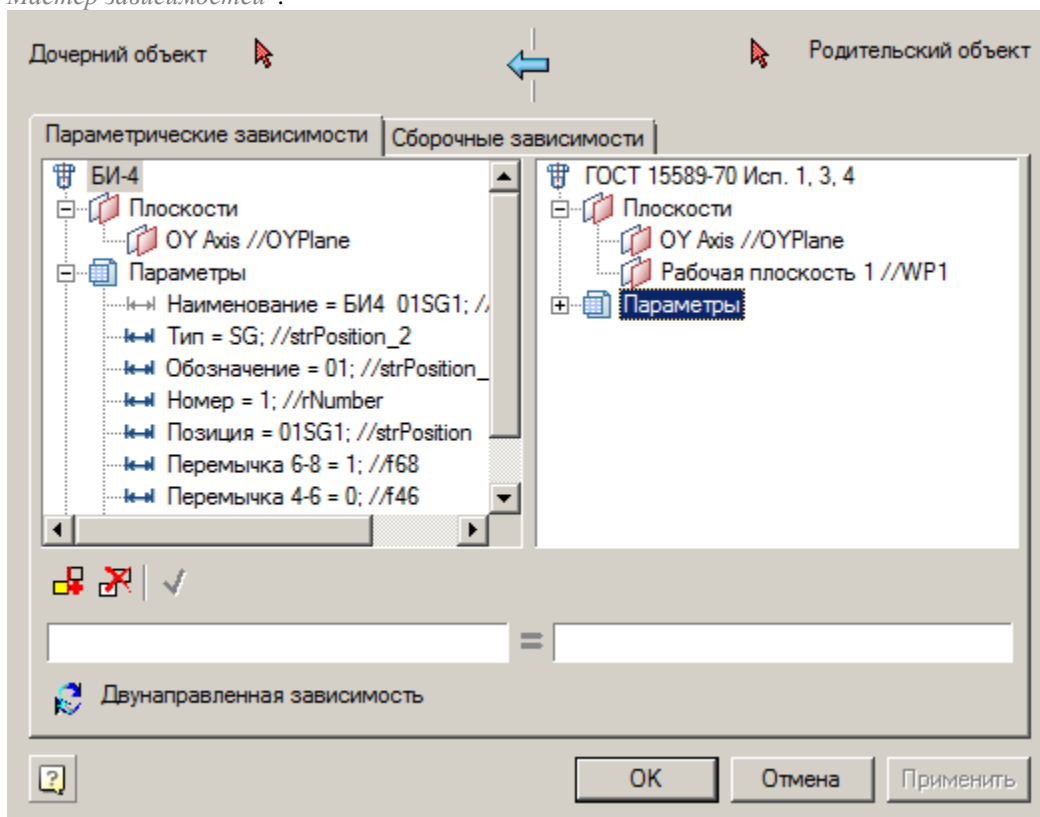 Мастер зависимостей".
Дочерний объект
Родительский объект
Параметрические зависимости
Сборочные зависимости
БИ-4
Плоскости
OY Axis //OYPlane
Параметры
Наименование = БИ4 01SG1; //
Тип = SG; //strPosition_2
Обозначение = 01; //strPosition_
Номер = 1; //rNumber
Позиция = 01SG1; //strPosition
Перемычка 6-8 = 1; //f68
Перемычка 4-6 = 0; //f46
ГОСТ 15589-70 Исп. 1, 3, 4
Плоскости
OY Axis //OYPlane
Рабочая плоскость 1 //WP1
Параметры
=
Двунаправленная зависимость
?
OK
Отмена
Применить